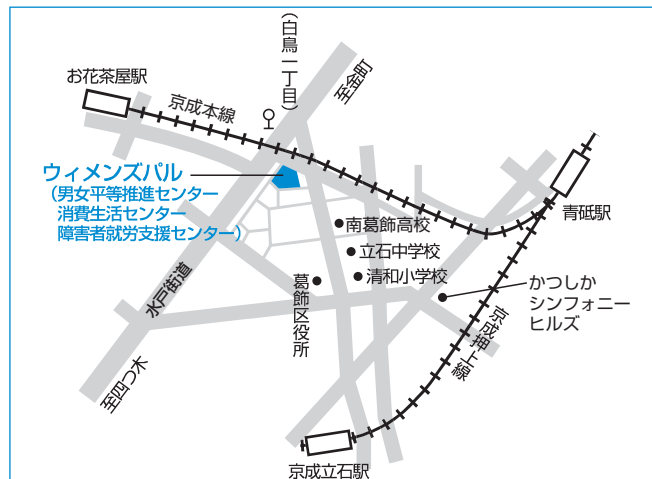 （白鳥一丁目）
至金町
お花茶屋駅
京成本線
ウィメンズパル
（男女平等推進センター
消費生活センター
障害者就労支援センター）
青砥駅
南葛飾高校
立石中学校
清和小学校
葛飾区役所
かつしか
シンフォニー
ヒルズ
水戸街道
京成押上線
至四つ木
京成立石駅